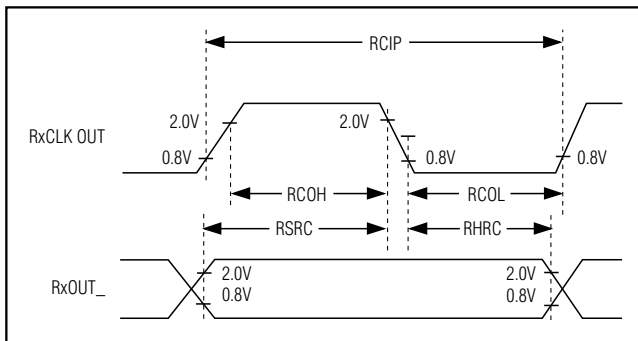 RCIP
2.0V
2.0V
RxCLK OUT
0.8V
0.8V
0.8V
RCOH
RCOL
RSRC
RHRC
2.0V
2.0V
RxOUT_
0.8V
0.8V